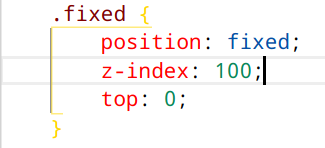 .fixed {
    position: fixed;
    z-index: 100;
    top: 0;
}